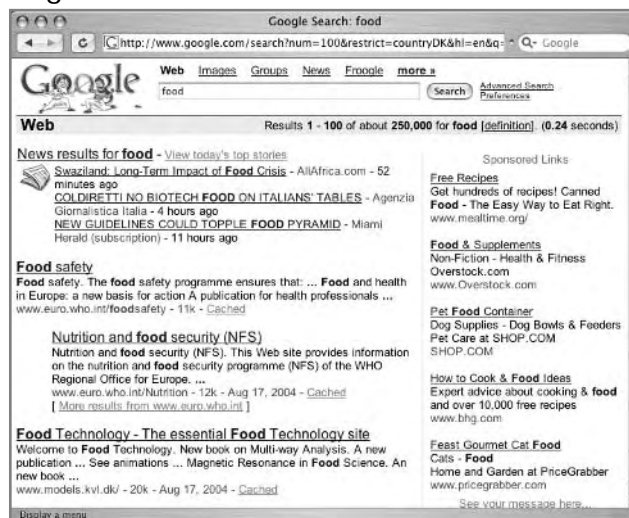 Google Search: food
http://www.google.com/search?num=100&restrict=countryDK&hl=en&q=
Google
Google
Web Images Groups News Froogle more »
food
Search
Advanced Search
Preferences
Web
Results 1 - 100 of about 250,000 for food [definition]. (0.24 seconds)
News results for food - View today's top stories
Swaziland: Long-Term Impact of Food Crisis - AllAfrica.com - 52
minutes ago
COLDIRETTI NO BIOTECH FOOD ON ITALIANS' TABLES - Agenzia
Giornalistica Italia - 4 hours ago
NEW GUIDELINES COULD TOPPLE FOOD PYRAMID - Miami
Herald (subscription) - 11 hours ago
Food safety
Food safety. The food safety programme ensures that: ... Food and health
in Europe: a new basis for action A publication for health professionals ...
www.euro.who.int/foodsafety - 11k - Cached
Nutrition and food security (NFS)
Nutrition and food security (NFS). This Web site provides information
on the nutrition and food security programme (NFS) of the WHO
Regional Office for Europe. ...
www.euro.who.int/Nutrition - 12k - Aug 17, 2004 - Cached
[ More results from www.euro.who.int ]
Food Technology - The essential Food Technology site
Welcome to Food Technology. New book on Multi-way Analysis. A new
publication ... See animations ... Magnetic Resonance in Food Science. An
new book ...
www.models.kvl.dk/ - 20k - Aug 17, 2004 - Cached
Sponsored Links
Free Recipes
Get hundreds of recipes! Canned
Food - The Easy Way to Eat Right.
www.mealtime.org/
Food & Supplements
Non-Fiction - Health & Fitness
Overstock.com
www.Overstock.com
Pet Food Container
Dog Supplies - Dog Bowls & Feeders
Pet Care at SHOP.COM
SHOP.COM
How to Cook & Food Ideas
Expert advice about cooking & food
and over 10,000 free recipes
www.bhg.com
Feast Gourmet Cat Food
Cats - Food
Home and Garden at PriceGrabber
www.pricegrabber.com
See your message here...
Display a menu